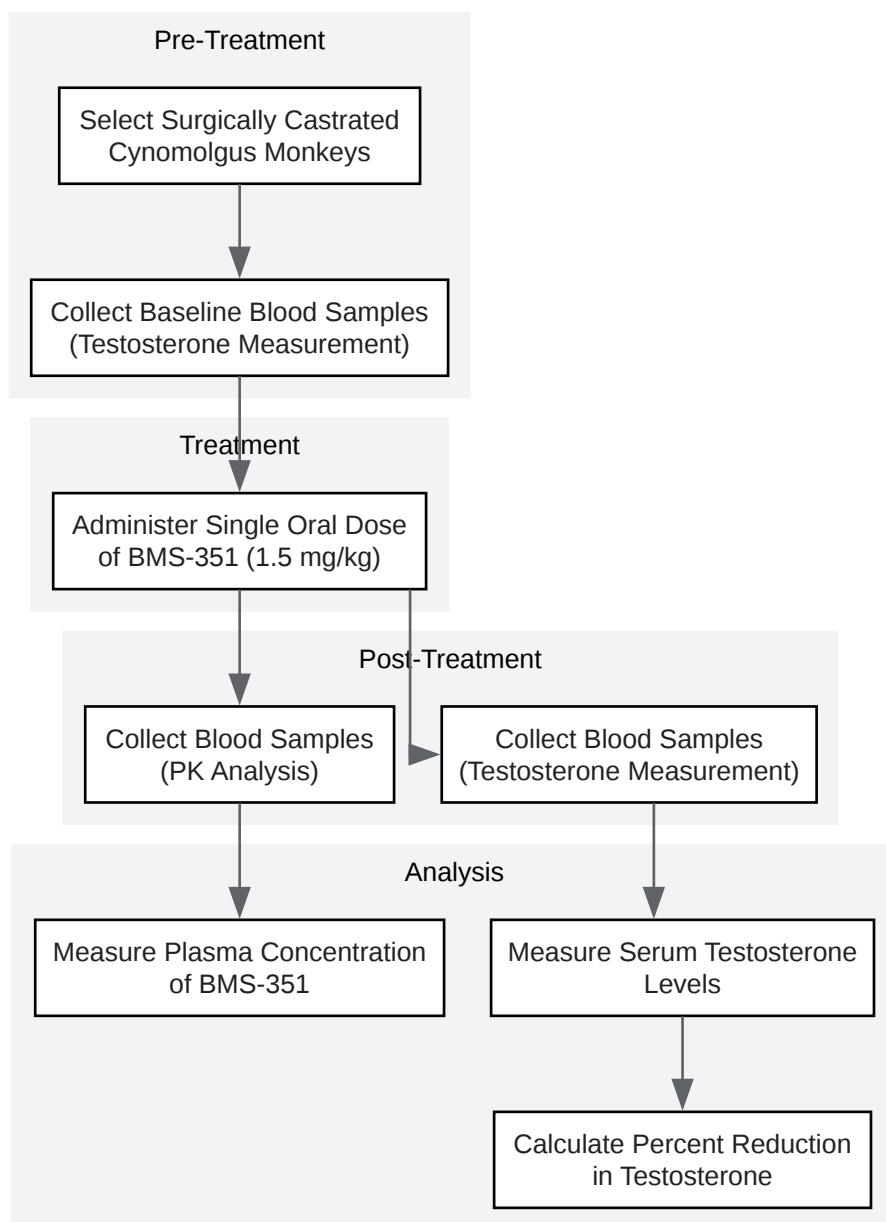 Pre-Treatment
Select Surgically Castrated
Cynomolgus Monkeys
Collect Baseline Blood Samples
(Testosterone Measurement)
Treatment
Administer Single Oral Dose
of BMS-351 (1.5 mg/kg)
Post-Treatment
Collect Blood Samples
(PK Analysis)
Collect Blood Samples
(Testosterone Measurement)
Analysis
Measure Plasma Concentration
of BMS-351
Measure Serum Testosterone
Levels
Calculate Percent Reduction
in Testosterone